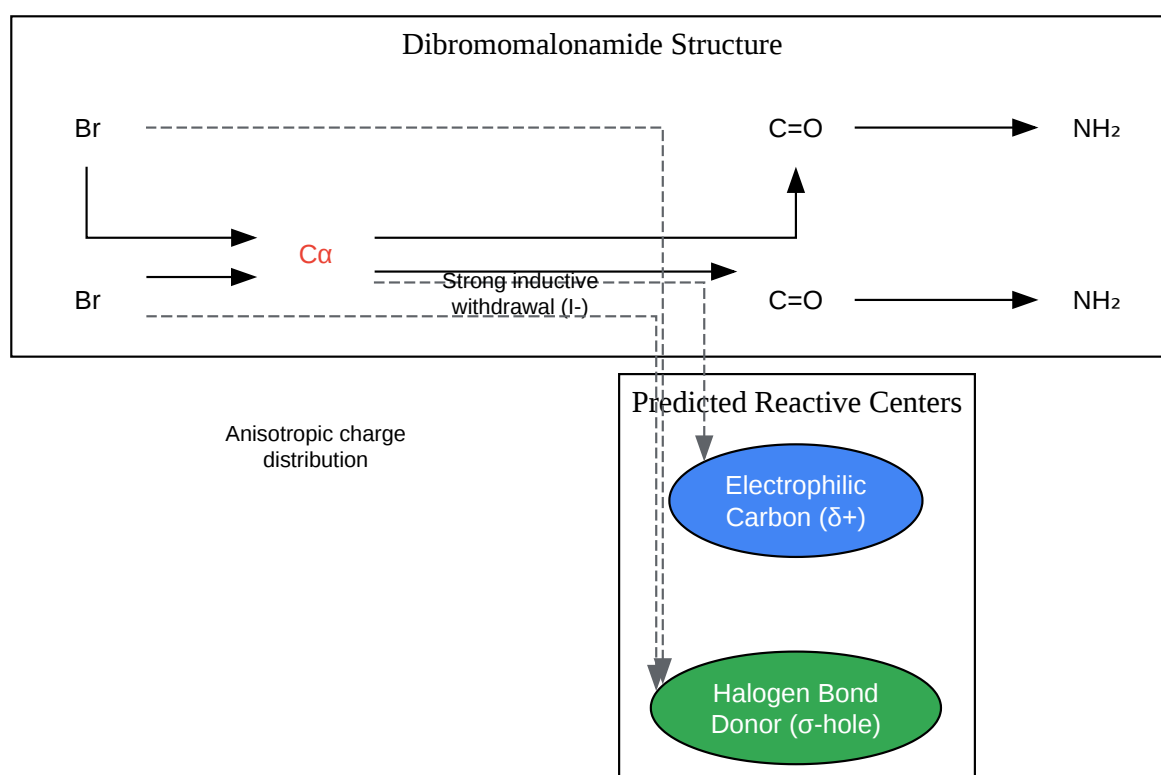 Dibromomalonamide Structure
Br
C=O
NH₂
Cα
Strong inductive
withdrawal (I-)
Br
C=O
NH₂
Predicted Reactive Centers
Anisotropic charge
distribution
Electrophilic
Carbon (δ+)
Halogen Bond
Donor (σ-hole)